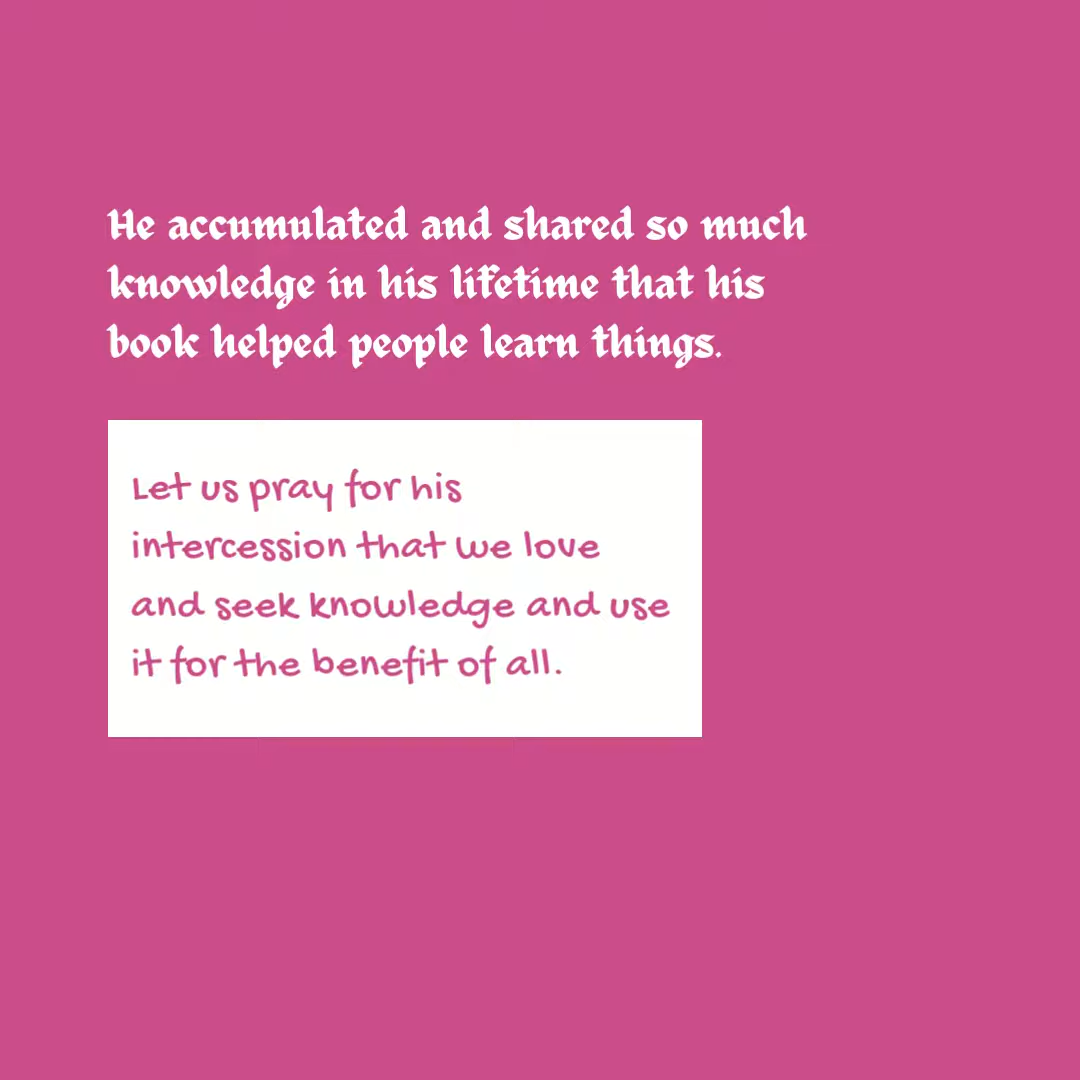 He accumulated and shared so much
knowledge in his lifetime that his
book helped people learn things.
Let us pray for his
intercession that we love
and seek knowledge and use
it for the benefit of all.